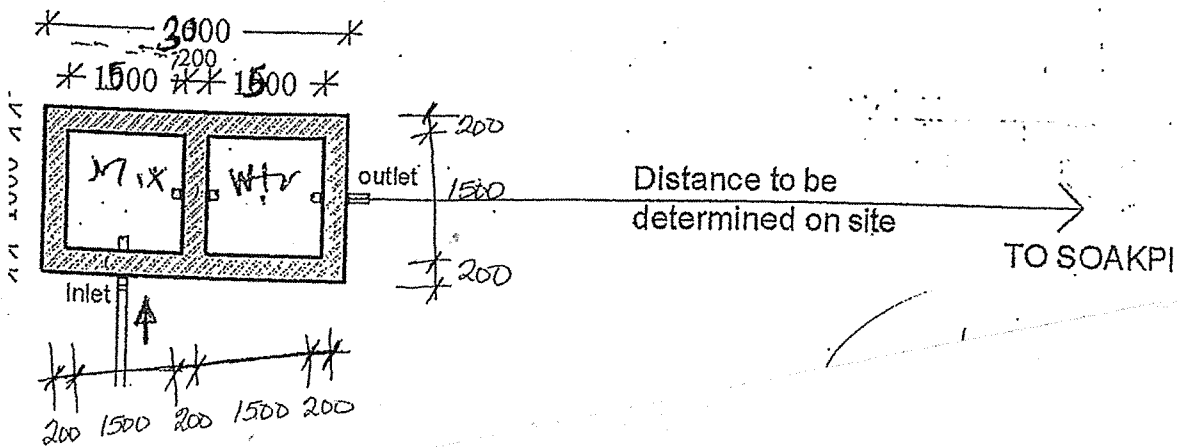 3000
200
1500 1500
200
1500
200
Mix
Wtr
outlet
Distance to be
determined on site
TO SOAKPI
Inlet
200 1500 200 1500 200